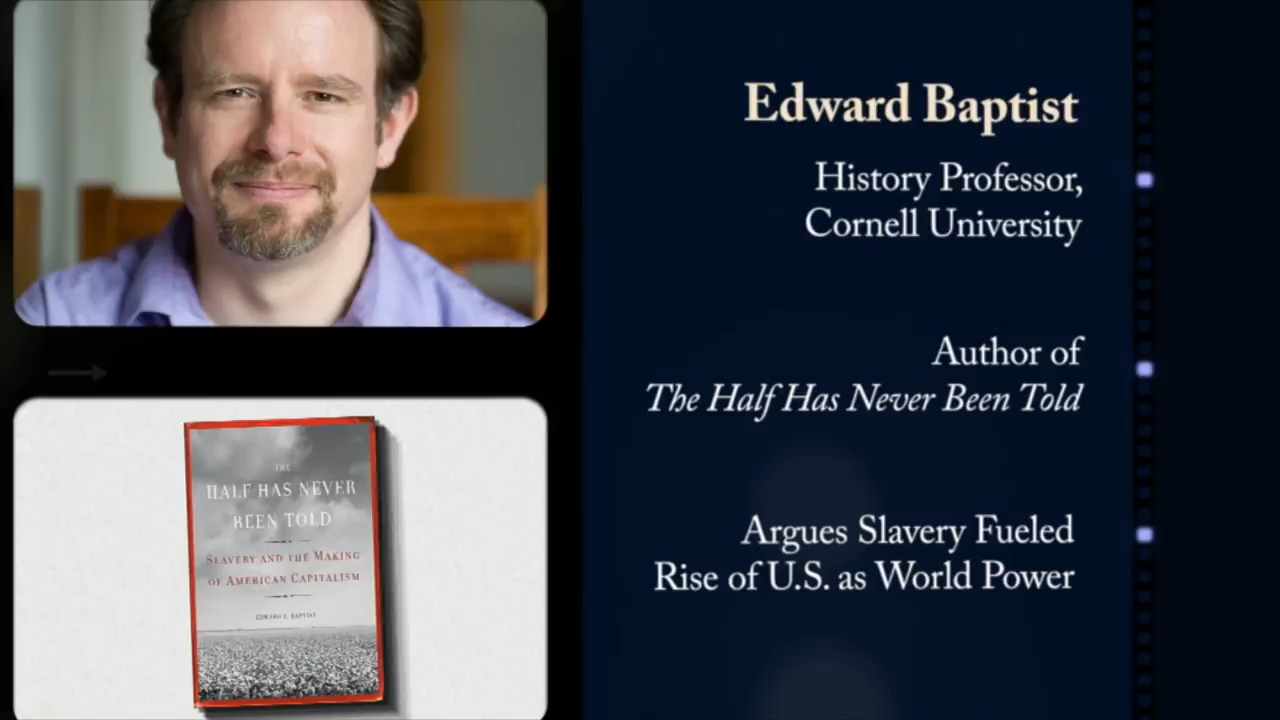 Edward Baptist
History Professor,
Cornell University
Author of
The Half Has Never Been Told
Argues Slavery Fueled
Rise of U.S. as World Power
THE
HALF HAS NEVER
BEEN TOLD
SLAVERY AND THE MAKING
OF AMERICAN CAPITALISM
EDWARD E. BAPTIST